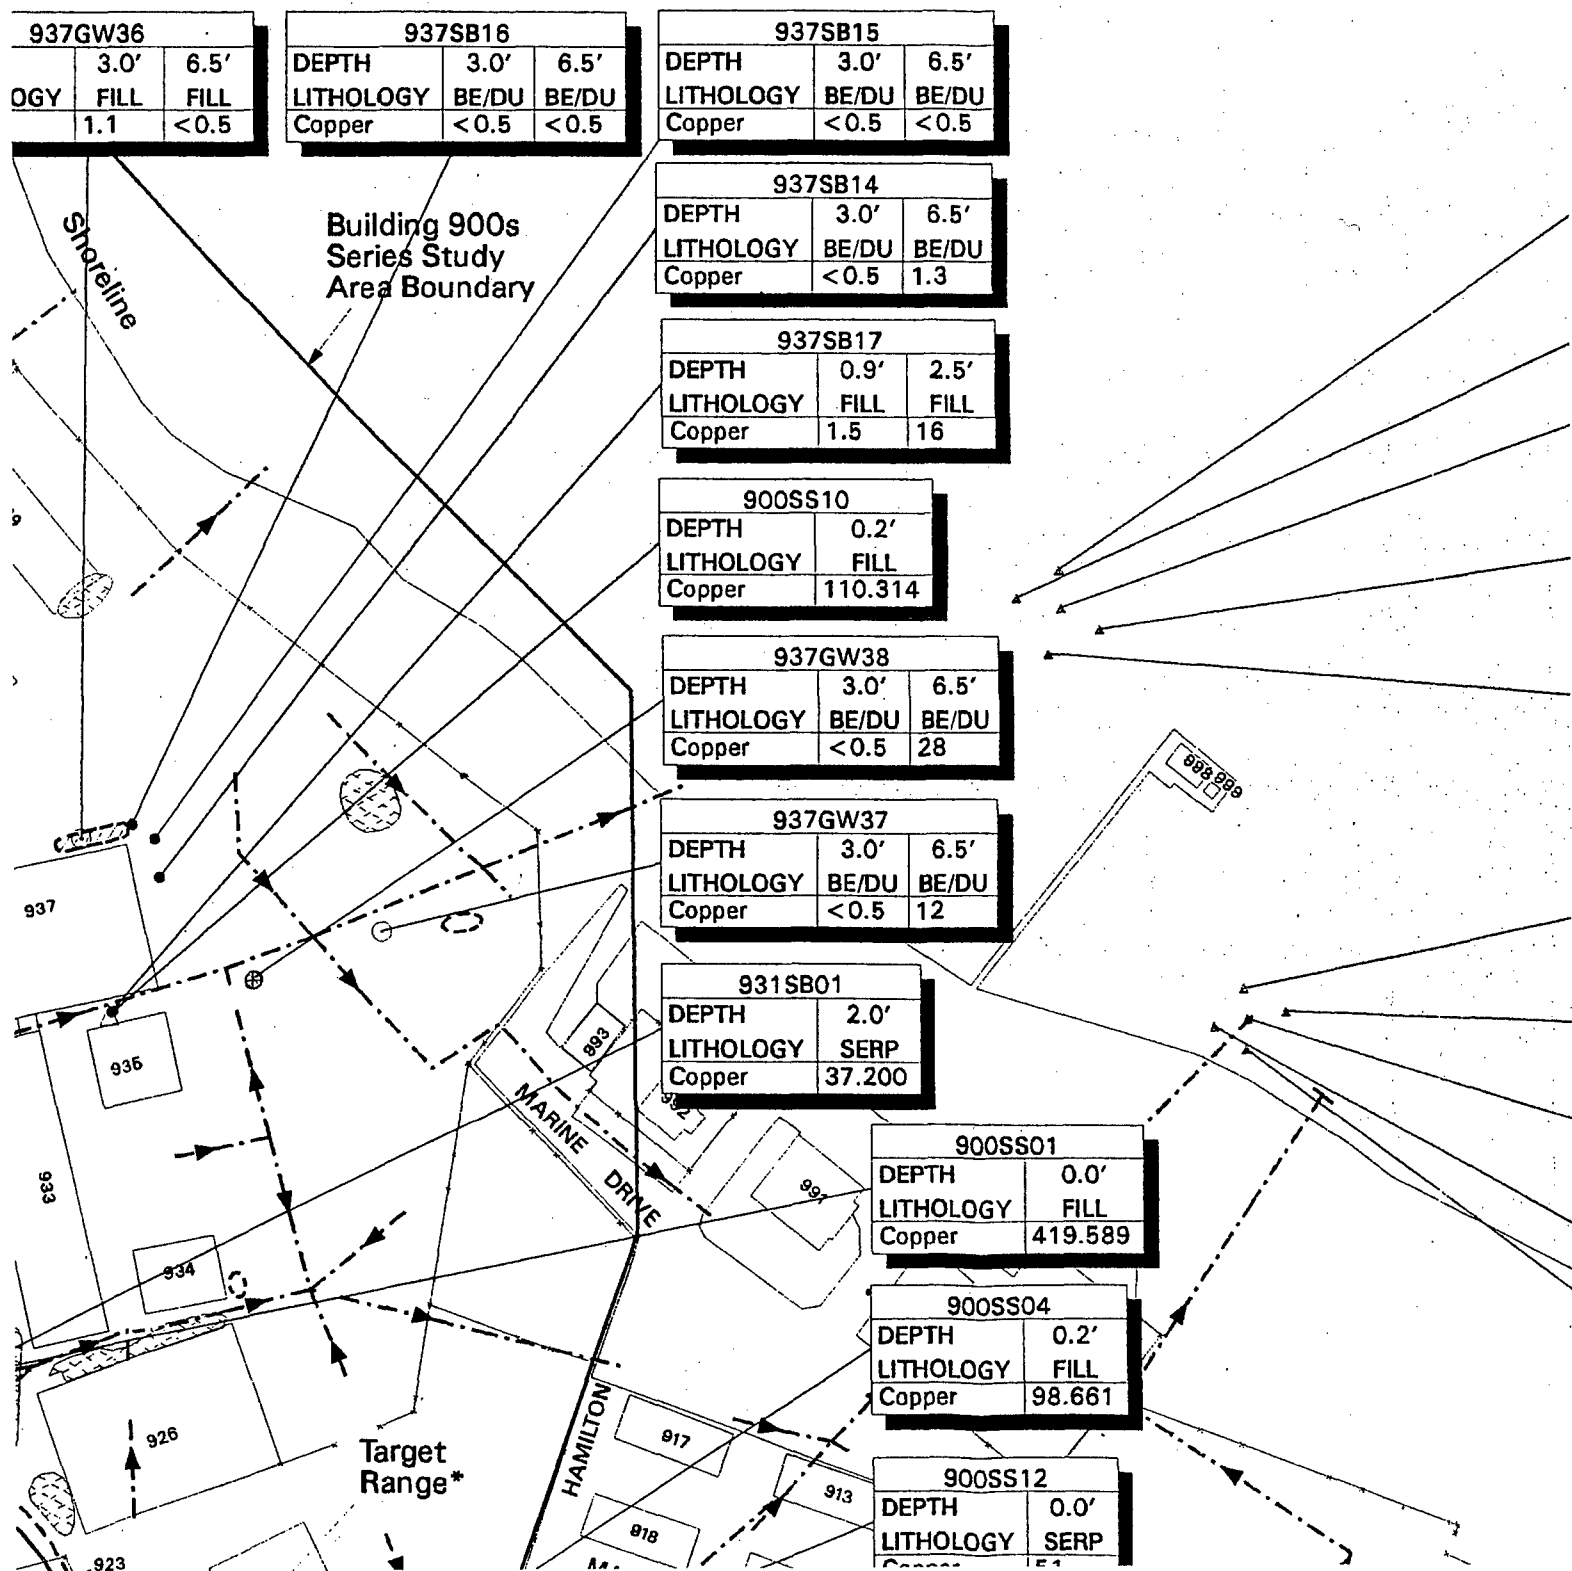 937GW36
3.0′ 6.5′
OGY FILL FILL
1.1 <0.5
937SB16
DEPTH 3.0′ 6.5′
LITHOLOGY BE/DU BE/DU
Copper <0.5 <0.5
937SB15
DEPTH 3.0′ 6.5′
LITHOLOGY BE/DU BE/DU
Copper <0.5 <0.5
937SB14
DEPTH 3.0′ 6.5′
LITHOLOGY BE/DU BE/DU
Copper <0.5 1.3
Shoreline
Building 900s
Series Study
Area Boundary
937SB17
DEPTH 0.9′ 2.5′
LITHOLOGY FILL FILL
Copper 1.5 16
900SS10
DEPTH 0.2′
LITHOLOGY FILL
Copper 110.314
937GW38
DEPTH 3.0′ 6.5′
LITHOLOGY BE/DU BE/DU
Copper <0.5 28
998 999
937GW37
DEPTH 3.0′ 6.5′
LITHOLOGY BE/DU BE/DU
Copper <0.5 12
937
931SB01
DEPTH 2.0′
LITHOLOGY SERP
Copper 37.200
935
993
992
MARINE DRIVE
933
991
900SS01
DEPTH 0.0′
LITHOLOGY FILL
Copper 419.589
934
900SS04
DEPTH 0.2′
LITHOLOGY FILL
Copper 98.661
926
Target
Range*
HAMILTON
917
913
918
900SS12
DEPTH 0.0′
LITHOLOGY SERP
923